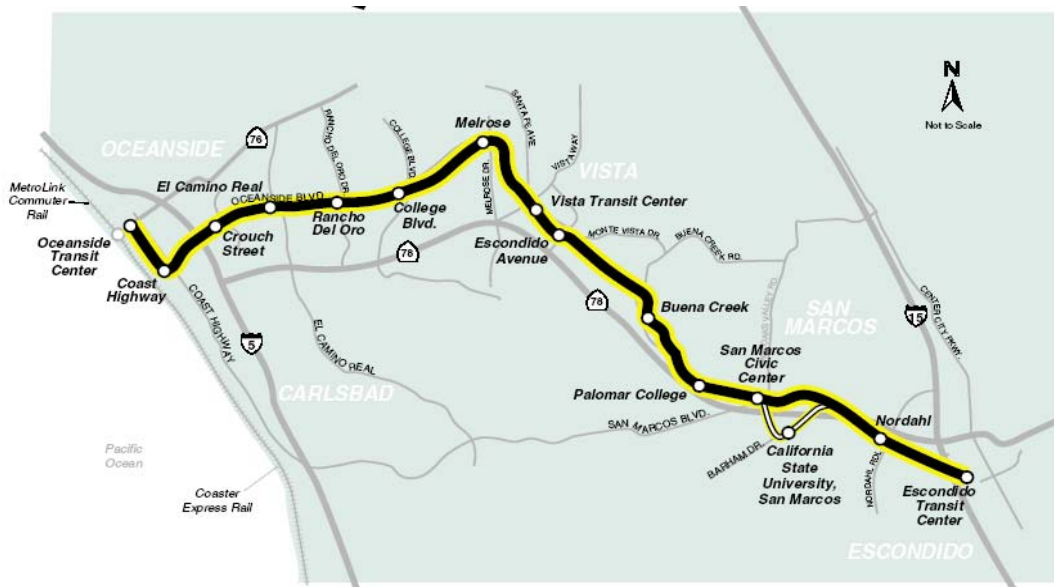 N
Not to Scale
OCEANSIDE
76
RANCHO DEL ORO DR.
COLLEGE BLVD.
Melrose
SANTA FE AVE.
VISTA WAY
VISTA
MetroLink
Commuter
Rail
El Camino Real
OCEANSIDE BLVD.
Oceanside
Transit
Center
Crouch
Street
Rancho
Del Oro
College
Blvd.
MELROSE DR.
Vista Transit Center
78
Escondido
Avenue
MONTE VISTA DR.
BUENA CREEK RD.
Coast
Highway
COAST HIGHWAY
5
EL CAMINO REAL
78
Buena Creek
SAN
MARCOS
15
CENTER CITY PKWY.
San Marcos
Civic
Center
CARLSBAD
Palomar College
SAN MARCOS BLVD.
Nordahl
Pacific
Ocean
BARHAM DR.
California
State
University,
San Marcos
NORDAHL RD.
Escondido
Transit
Center
Coaster
Express Rail
ESCONDIDO